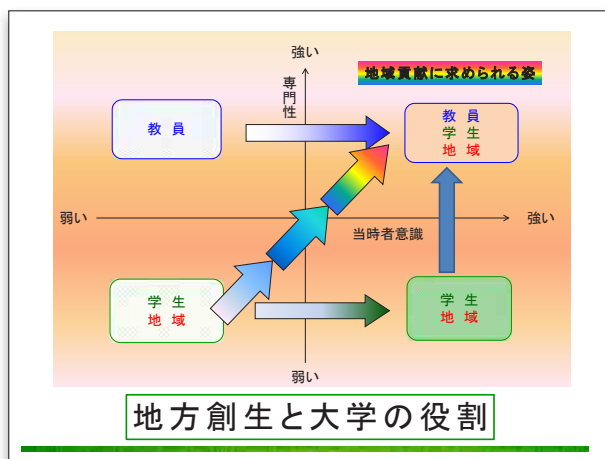 強い
地域貢献に求められる姿
専門性
教 員
教 員
学 生
地 域
弱い
強い
当時者意識
学 生
地 域
学 生
地 域
弱い
地方創生と大学の役割